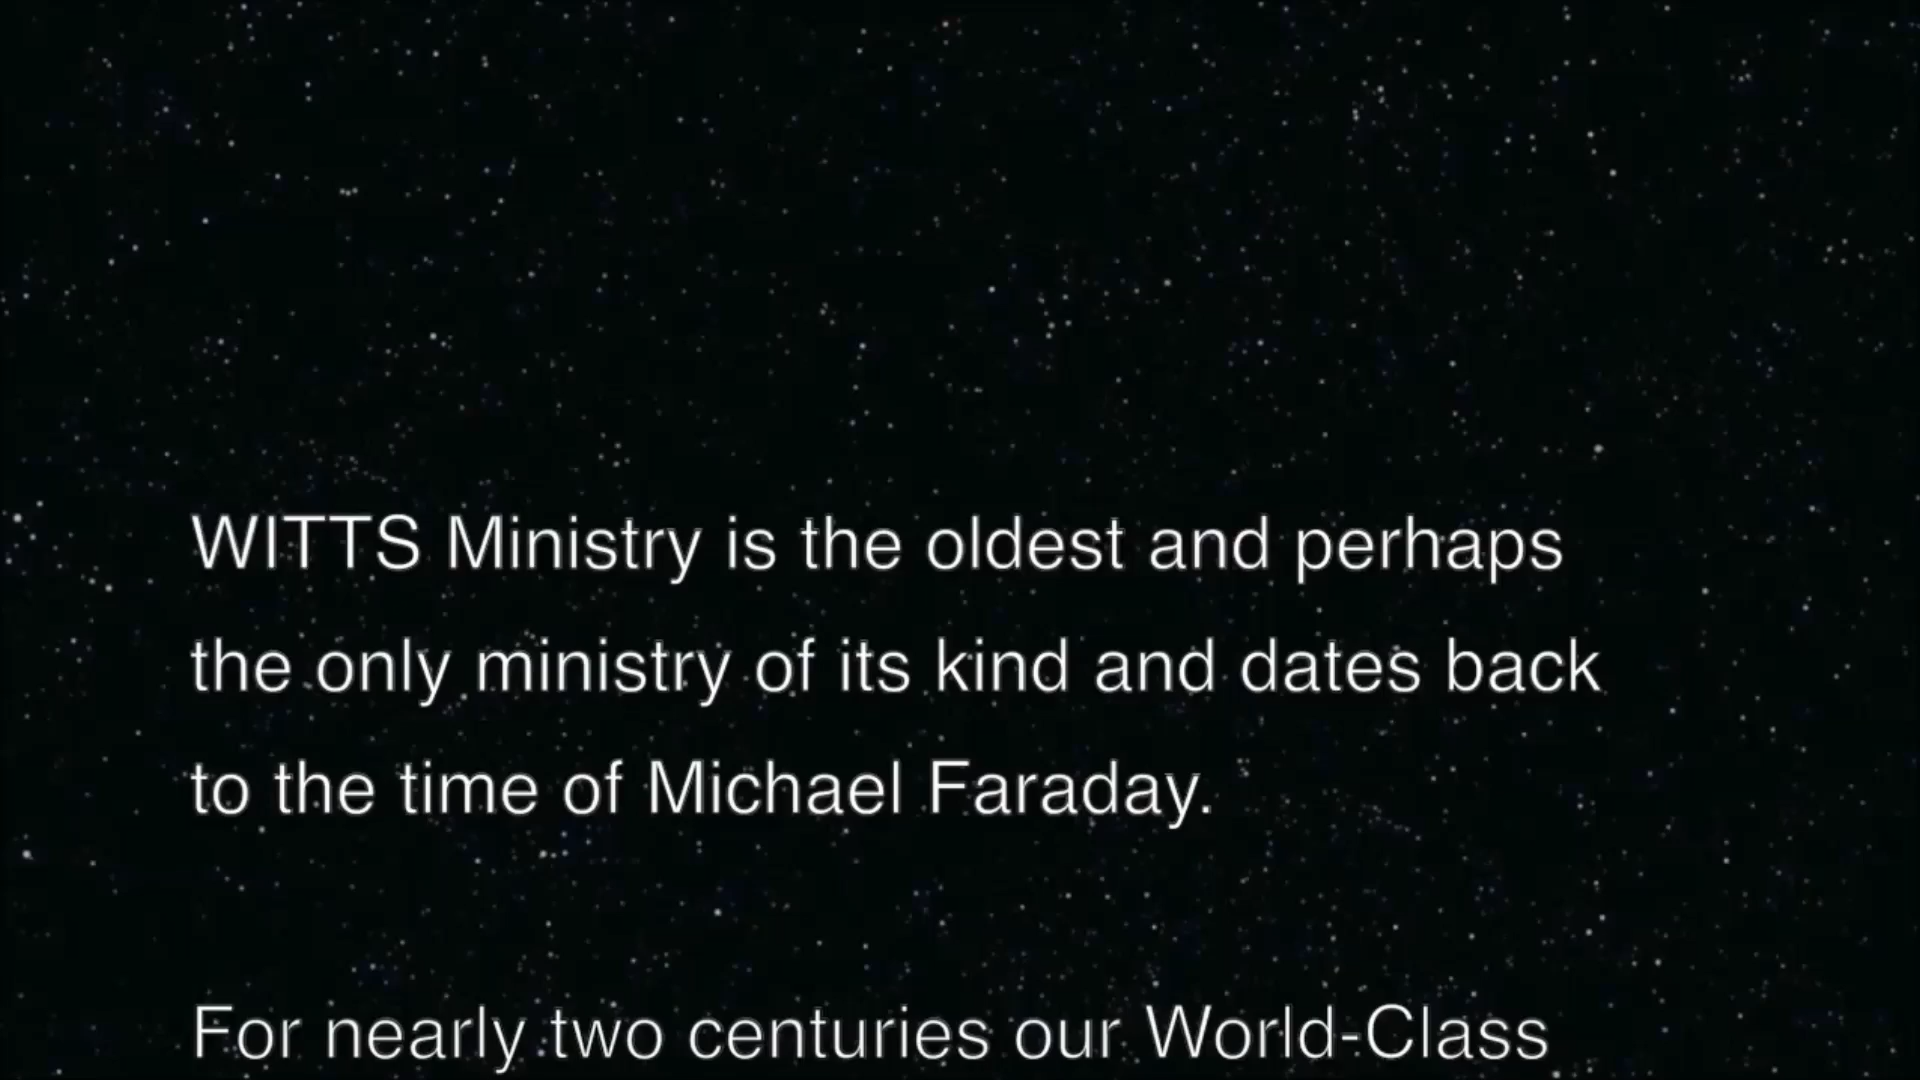 WITTS Ministry is the oldest and perhaps
the only ministry of its kind and dates back
to the time of Michael Faraday.
For nearly two centuries our World-Class